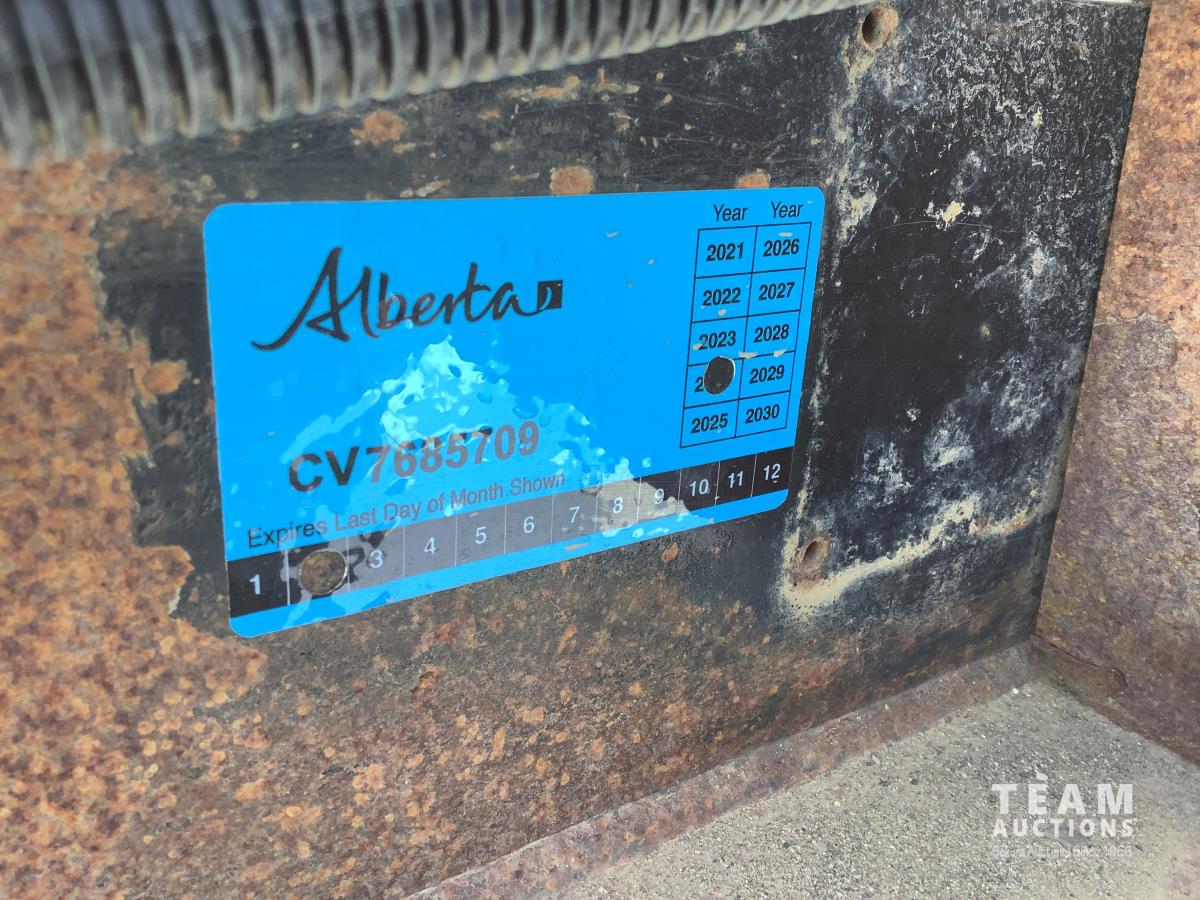 Year Year
2021 2026
2022 2027
2023 2028
2029
2025 2030
Alberta
CV7685709
Expires Last Day of Month Shown
1 3 4 5 6 7 8 9 10 11 12
TEAM
AUCTIONS